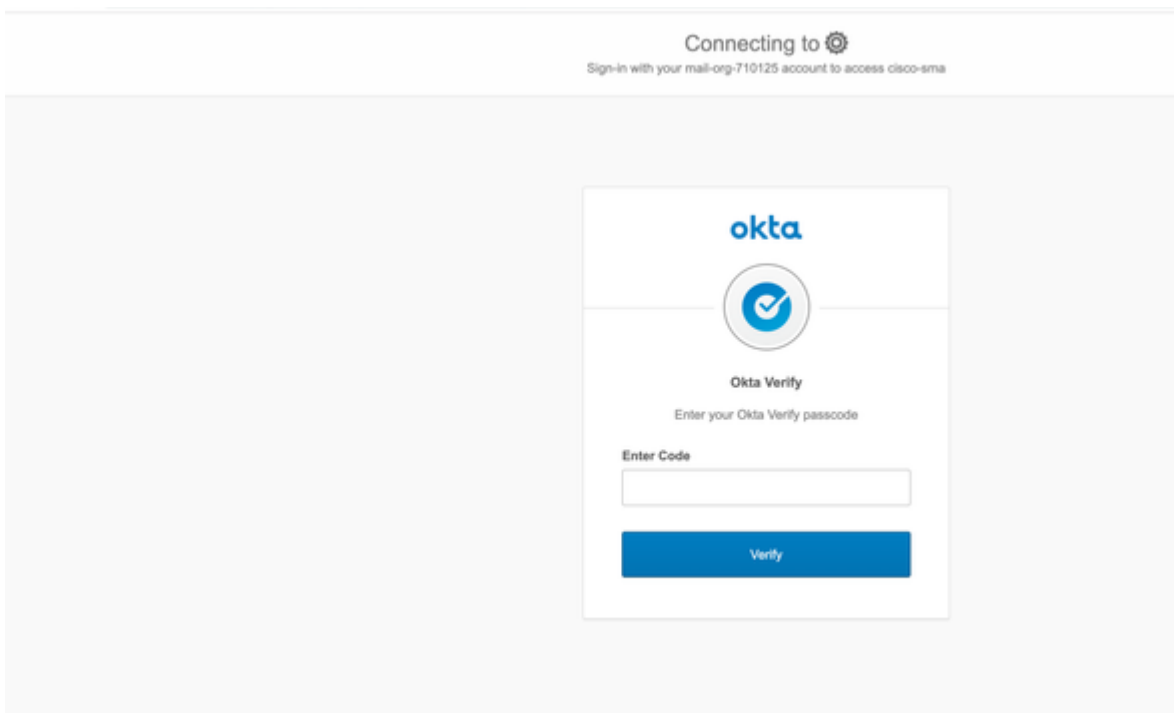 Connecting to
Sign-in with your mail-org-710125 account to access cisco-sma
okta
Okta Verify
Enter your Okta Verify passcode
Enter Code
Verify